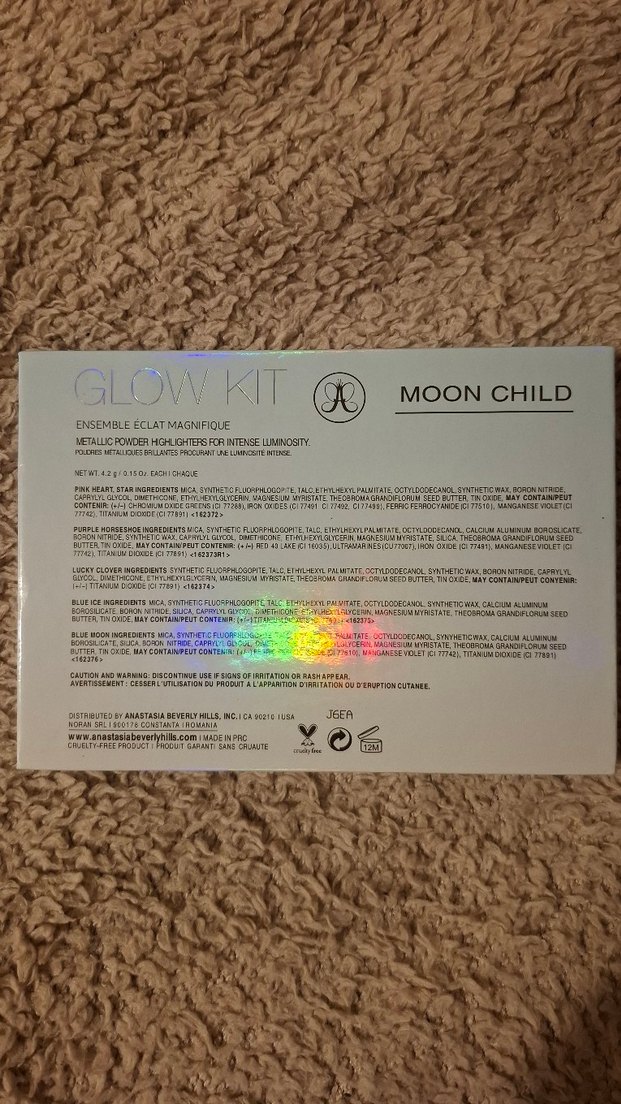 GLOW KIT
MOON CHILD
ENSEMBLE ÉCLAT MAGNIFIQUE
METALLIC POWDER HIGHLIGHTERS FOR INTENSE LUMINOSITY.
POUDRES MÉTALLIQUES BRILLANTES PROCURANT UNE LUMINOSITÉ INTENSE.
NET WT. 4.2 g / 0.15 Oz. EACH I CHAQUE
PINK HEART, STAR INGREDIENTS MICA, SYNTHETIC FLUORPHLOGOPITE, TALC, ETHYLHEXYL PALMITATE, OCTYLDODECANOL, SYNTHETIC WAX, BORON NITRIDE,
CAPRYLYL GLYCOL, DIMETHICONE, ETHYLHEXYLGLYCERIN, MAGNESIUM MYRISTATE, THEOBROMA GRANDIFLORUM SEED BUTTER, TIN OXIDE, MAY CONTAIN/PEUT
CONTENIR: (+/-) CHROMIUM OXIDE GREENS (CI 77288), IRON OXIDES (CI 77491, CI 77492, CI 77499), FERRIC FERROCYANIDE (CI 77510), MANGANESE VIOLET (CI
77742), TITANIUM DIOXIDE (CI 77891) <162372>
PURPLE HORSESHOE INGREDIENTS MICA, SYNTHETIC FLUORPHLOGOPITE, TALC, ETHYLHEXYL PALMITATE, OCTYLDODECANOL, CALCIUM ALUMINUM BOROSILICATE,
BORON NITRIDE, SYNTHETIC WAX, CAPRYLYL GLYCOL, DIMETHICONE, ETHYLHEXYLGLYCERIN, MAGNESIUM MYRISTATE, SILICA, THEOBROMA GRANDIFLORUM SEED
BUTTER, TIN OXIDE, MAY CONTAIN/PEUT CONTENIR: (+/-) RED 40 LAKE (CI 16035), ULTRAMARINES (CU77007), IRON OXIDE (CI 77491), MANGANESE VIOLET (CI
77742), TITANIUM DIOXIDE (CI 77891) <162373R1>
LUCKY CLOVER INGREDIENTS SYNTHETIC FLUORPHLOGOPITE, TALC, ETHYLHEXYL PALMITATE, OCTYLDODECANOL, SYNTHETIC WAX, BORON NITRIDE, CAPRYLYL
GLYCOL, DIMETHICONE, ETHYLHEXYLGLYCERIN, MAGNESIUM MYRISTATE, THEOBROMA GRANDIFLORUM SEED BUTTER, TIN OXIDE, MAY CONTAIN/PEUT CONYENIR:
(+/-) TITANIUM DIOXIDE (CI 77891) <162374>
BLUE ICE INGREDIENTS MICA, SYNTHETIC FLUORPHLOGOPITE, TALC, ETHYLHEXYL PALMITATE, OCTYLDODECANOL, SYNTHETIC WAX, CALCIUM ALUMINUM
BOROSILICATE, BORON NITRIDE, SILICA, CAPRYLYL GLYCOL, DIMETHICONE, ETHYLHEXYLGLYCERIN, MAGNESIUM MYRISTATE, THEOBROMA GRANDIFLORUM SEED
BUTTER, TIN OXIDE, MAY CONTAIN/PEUT CONTENIR: (+/-) TITANIUM <162375>
BLUE MOON INGREDIENTS MICA, SYNTHETIC FLUORPHLOGOPITE, PALMITATE, OCTYLDODECANOL, SYNTHETIC WAX, CALCIUM ALUMINUM
BOROSILICATE, SILICA, BORON NITRIDE, CAPRYLYL GLYCOL, MAGNESIUM MYRISTATE, THEOBROMA GRANDIFLORUM SEED
BUTTER, TIN OXIDE, MAY CONTAIN/PEUT CONTENIR: (+/-) (CI 77510), MANGANESE VIOLET (CI 77742), TITANIUM DIOXIDE (CI 77891)
<162376>
CAUTION AND WARNING: DISCONTINUE USE IF SIGNS OF IRRITATION OR RASH APPEAR.
AVERTISSEMENT : CESSER L'UTILISATION DU PRODUIT À L'APPARITION D'IRRITATION OU D'ERUPTION CUTANEE.
DISTRIBUTED BY ANASTASIA BEVERLY HILLS, INC. I CA 90210 I USA
NORAN SRL I 900178 CONSTANTA I ROMANIA
www.anastasiabeverlyhills.com I MADE IN PRC
CRUELTY-FREE PRODUCT I PRODUIT GARANTI SANS CRUAUTÉ
J6EA
cruelty free
12M